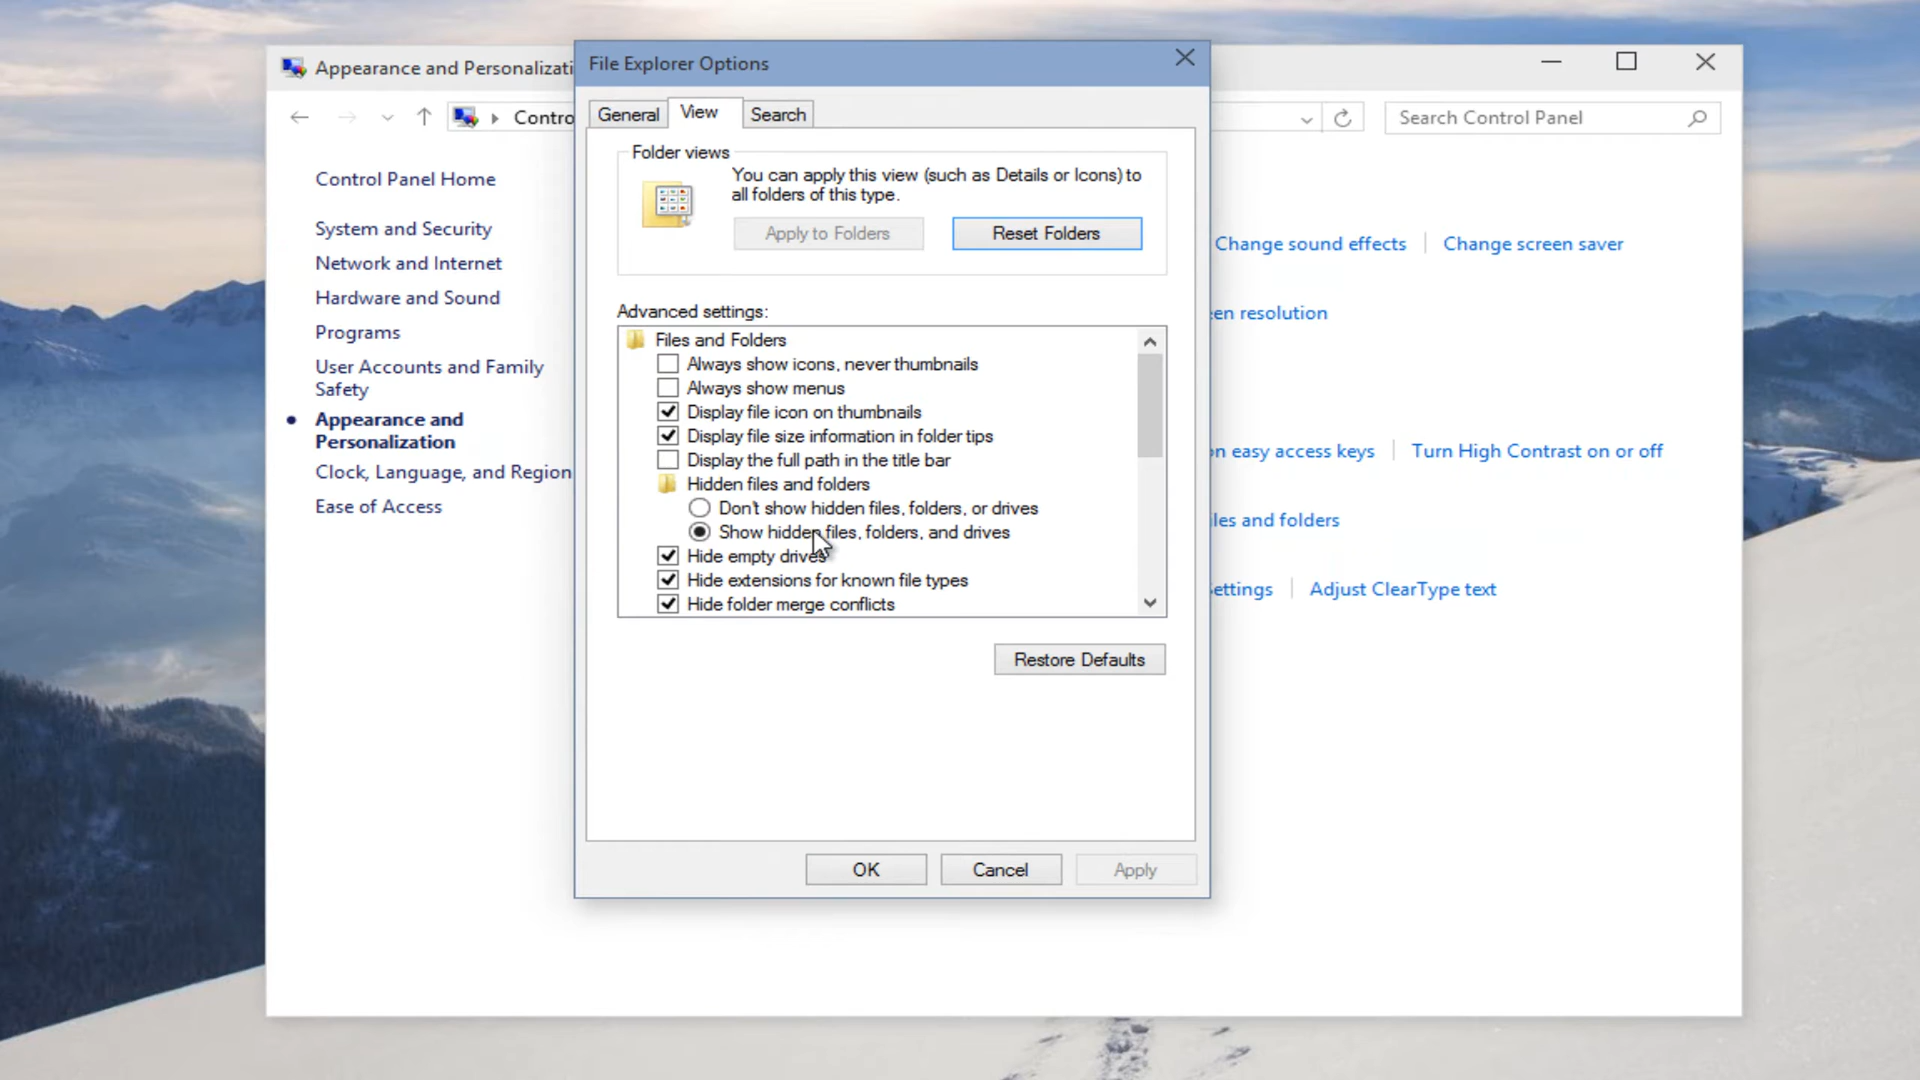 Appearance and Personalizati
File Explorer Options
Contro
Search Control Panel
General
View
Search
Control Panel Home
System and Security
Network and Internet
Hardware and Sound
Programs
User Accounts and Family
Safety
Appearance and
Personalization
Clock, Language, and Region
Ease of Access
Folder views
You can apply this view (such as Details or Icons) to
all folders of this type.
Apply to Folders
Reset Folders
Advanced settings:
Files and Folders
Always show icons, never thumbnails
Always show menus
Display file icon on thumbnails
Display file size information in folder tips
Display the full path in the title bar
Hidden files and folders
Don't show hidden files, folders, or drives
Show hidden files, folders, and drives
Hide empty drives
Hide extensions for known file types
Hide folder merge conflicts
Restore Defaults
OK
Cancel
Apply
Change sound effects
Change screen saver
en resolution
n easy access keys
Turn High Contrast on or off
iles and folders
ettings
Adjust ClearType text